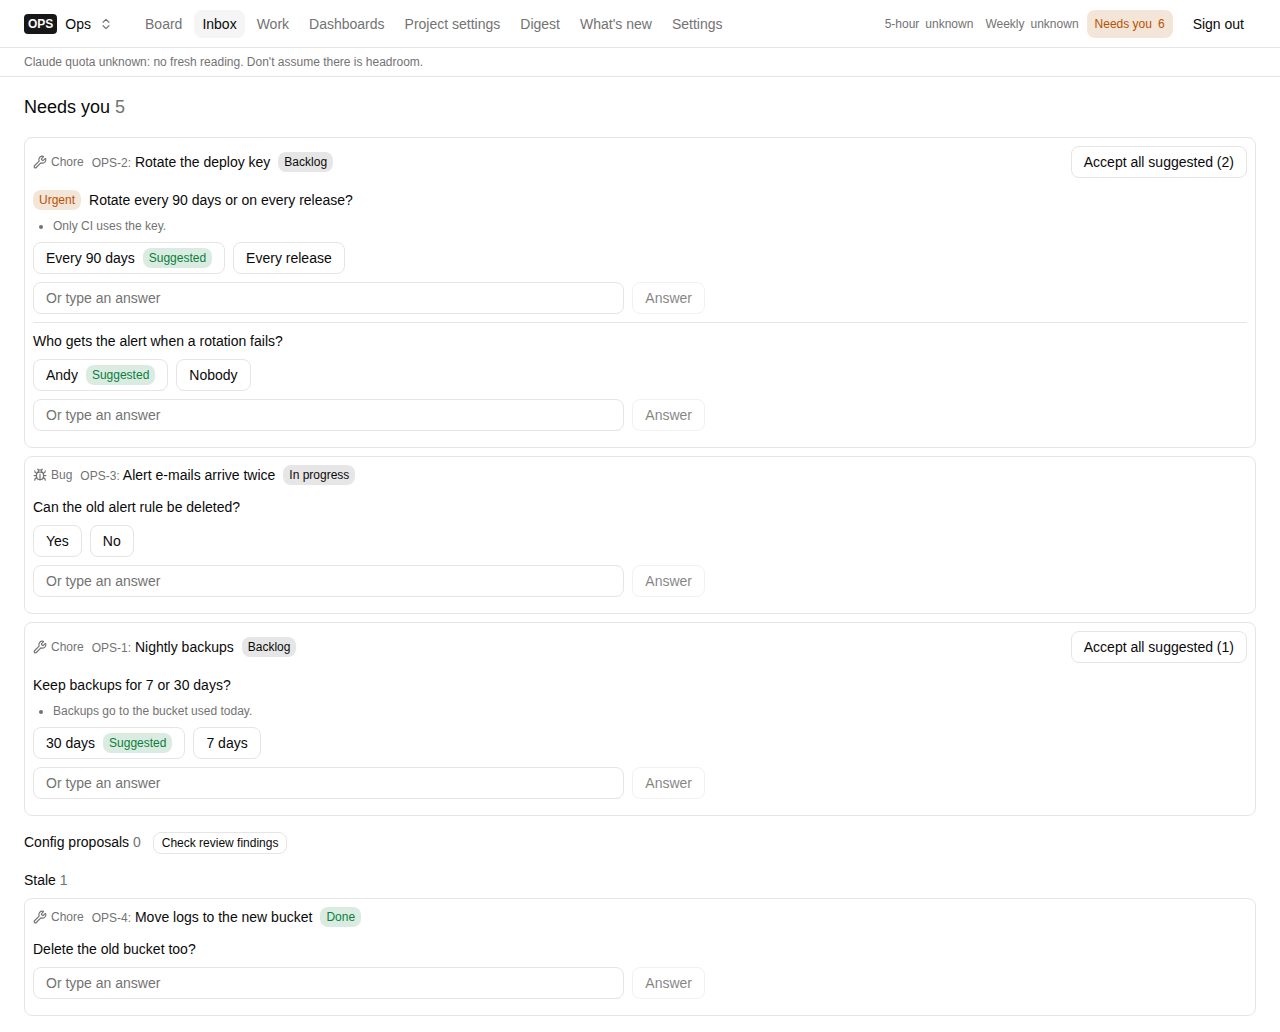 OPS Ops Board Inbox Work Dashboards Project settings Digest What's new Settings 5-hour unknown Weekly unknown Needs you 6 Sign out
Claude quota unknown: no fresh reading. Don't assume there is headroom.
Needs you 5
Chore OPS-2: Rotate the deploy key Backlog Accept all suggested (2)
Urgent Rotate every 90 days or on every release?
• Only CI uses the key.
Every 90 days Suggested Every release
Or type an answer Answer
Who gets the alert when a rotation fails?
Andy Suggested Nobody
Or type an answer Answer
Bug OPS-3: Alert e-mails arrive twice In progress
Can the old alert rule be deleted?
Yes No
Or type an answer Answer
Chore OPS-1: Nightly backups Backlog Accept all suggested (1)
Keep backups for 7 or 30 days?
• Backups go to the bucket used today.
30 days Suggested 7 days
Or type an answer Answer
Config proposals 0 Check review findings
Stale 1
Chore OPS-4: Move logs to the new bucket Done
Delete the old bucket too?
Or type an answer Answer